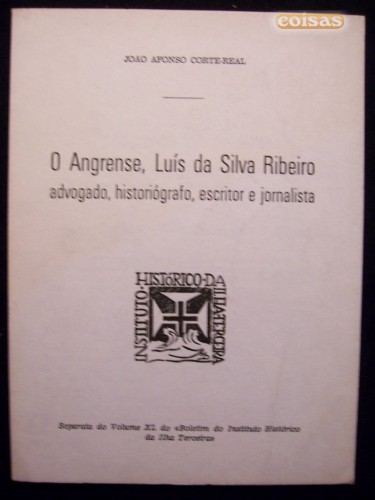 coisas
JOÃO AFONSO CORTE-REAL
O Angrense, Luís da Silva Ribeiro
advogado, historiógrafo, escritor e jornalista
INSTITUTO·HISTÓRICO·DA ILHA·TERCEIRA
Separata do Volume XL do «Boletim do Instituto Histórico
da Ilha Terceira»